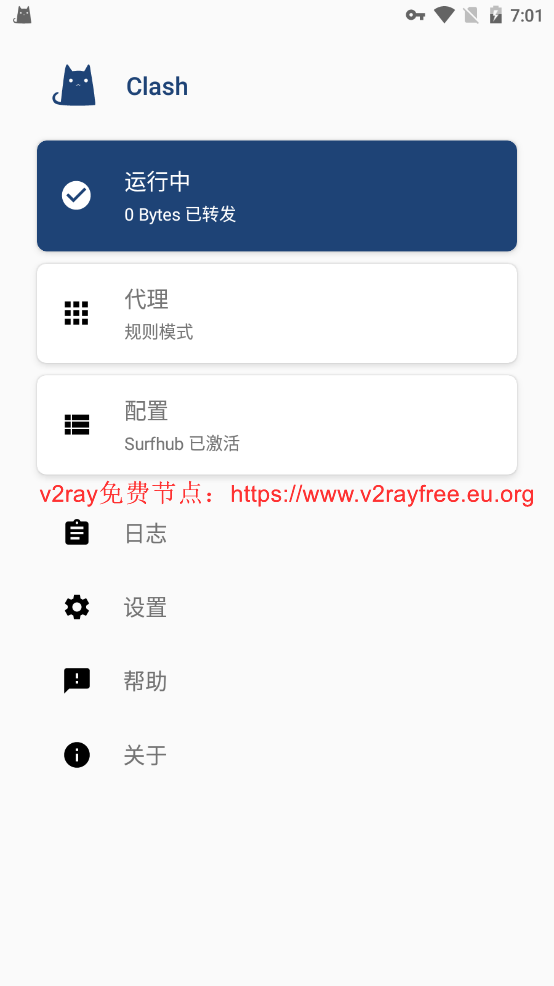 7:01
Clash
运行中
0 Bytes 已转发
代理
规则模式
配置
Surfhub 已激活
v2ray免费节点：https://www.v2rayfree.eu.org
日志
设置
帮助
关于